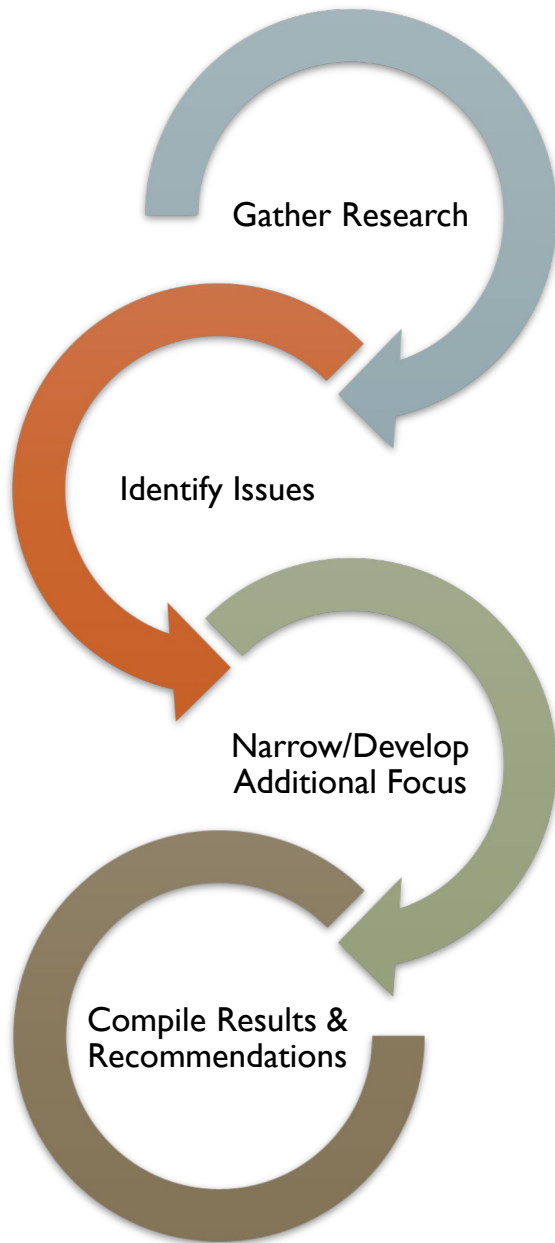 Gather Research
Identify Issues
Narrow/Develop
Additional Focus
Compile Results &
Recommendations